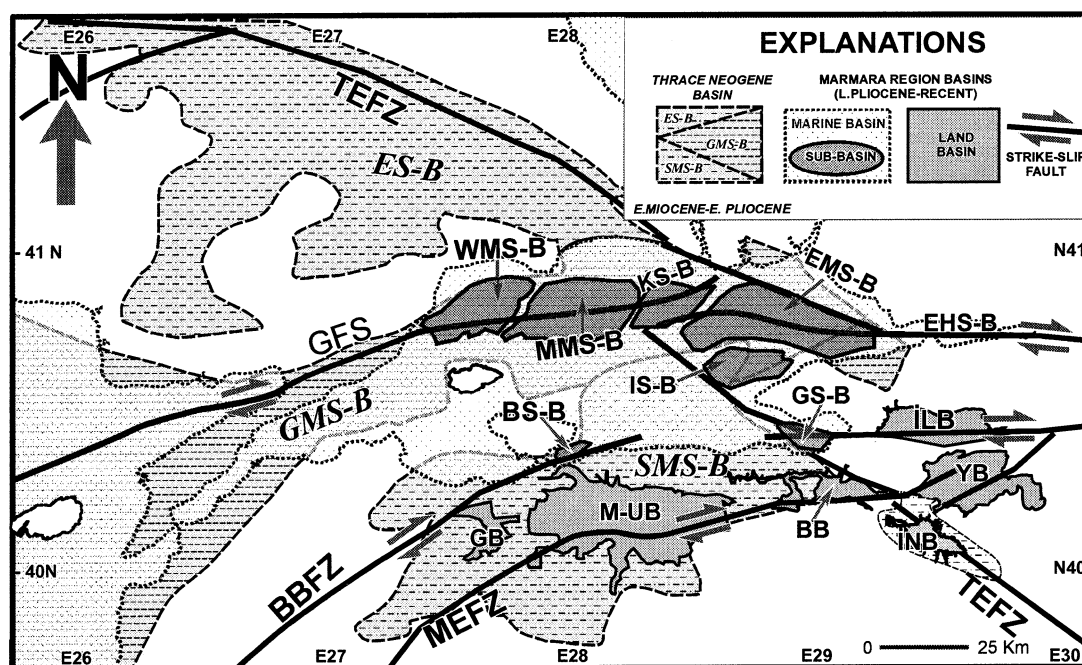 E26
E27
E28
N
TEFZ
ES-B
EXPLANATIONS
THRACE NEOGENE
BASIN
MARMARA REGION BASINS
(L.PLIOCENE-RECENT)
ES-B
GMS-B
SMS-B
MARINE BASIN
SUB-BASIN
LAND
BASIN
STRIKE-SLIP
FAULT
E.MIOCENE-E. PLIOCENE
41 N
N41
WMS-B
KS-B
EMS-B
GFS
MMS-B
EHS-B
IS-B
GMS-B
BS-B
GS-B
İLB
SMS-B
YB
M-UB
GB
BB
İNB
40N
N40
BBFZ
MEFZ
TEFZ
0 25 Km
E26
E27
E28
E29
E30